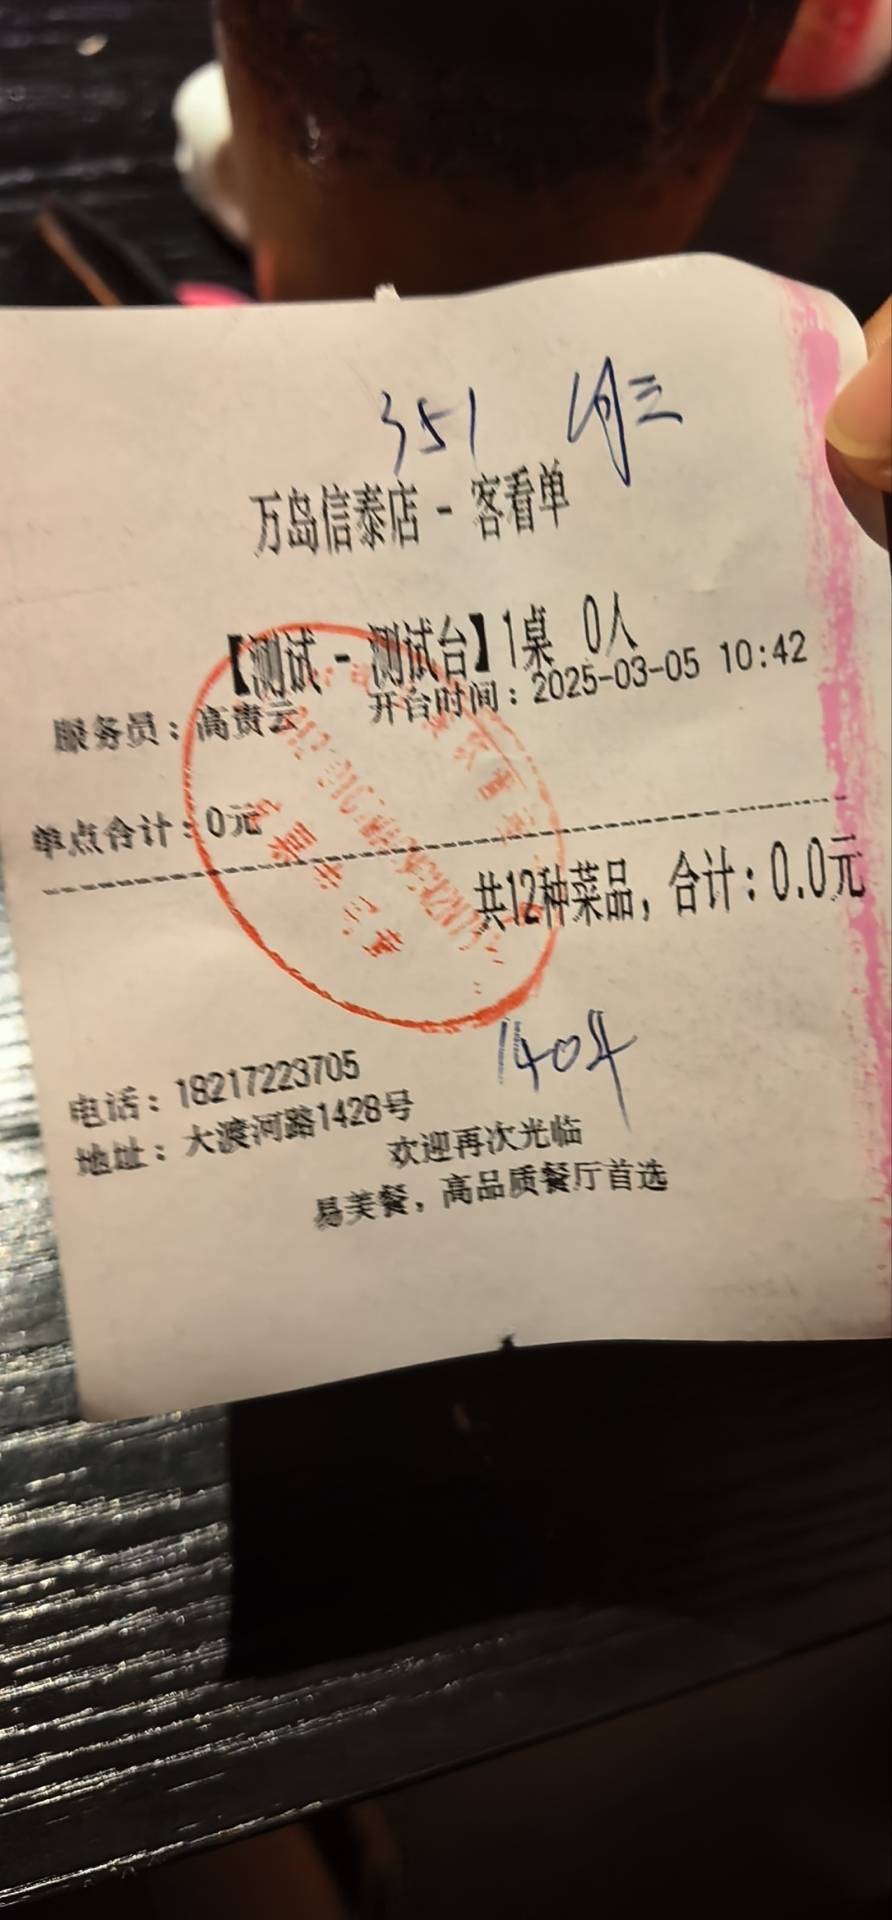 351 周三
万岛信泰店 - 客看单
【测试 - 测试台】1桌 0人
服务员：高贵云 开台时间：2025-03-05 10:42
单点合计：0元
共12种菜品，合计：0.0元
1404
电话：18217223705
地址：大渡河路1428号
欢迎再次光临
易美餐，高品质餐厅首选